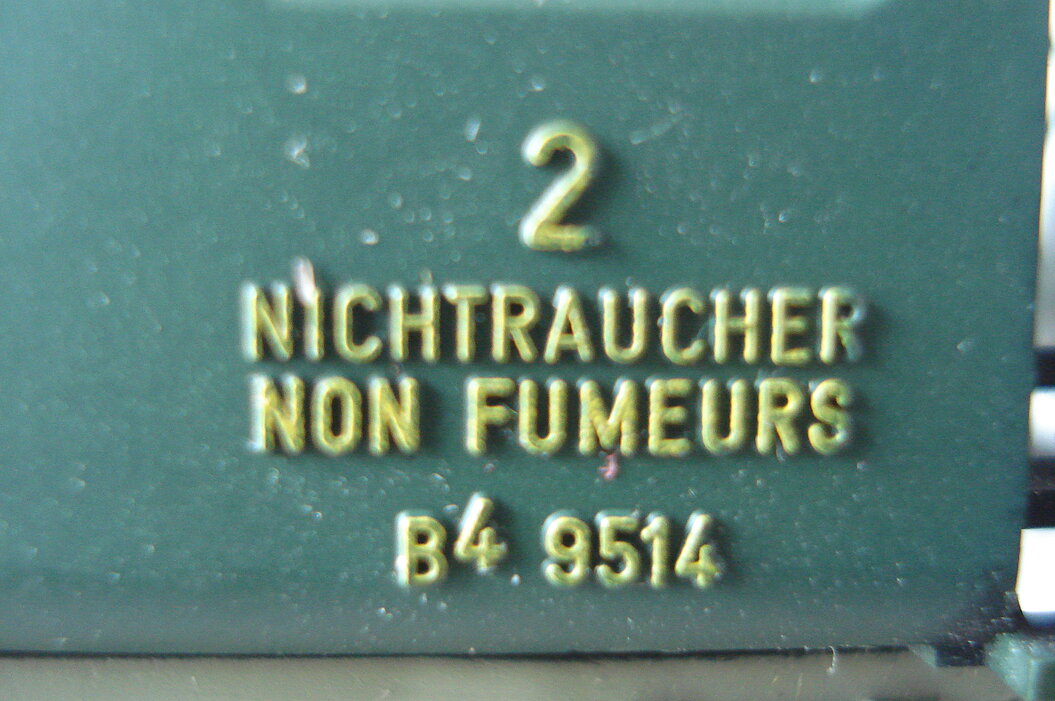 2
NICHTRAUCHER
NON FUMEURS
B4 9514